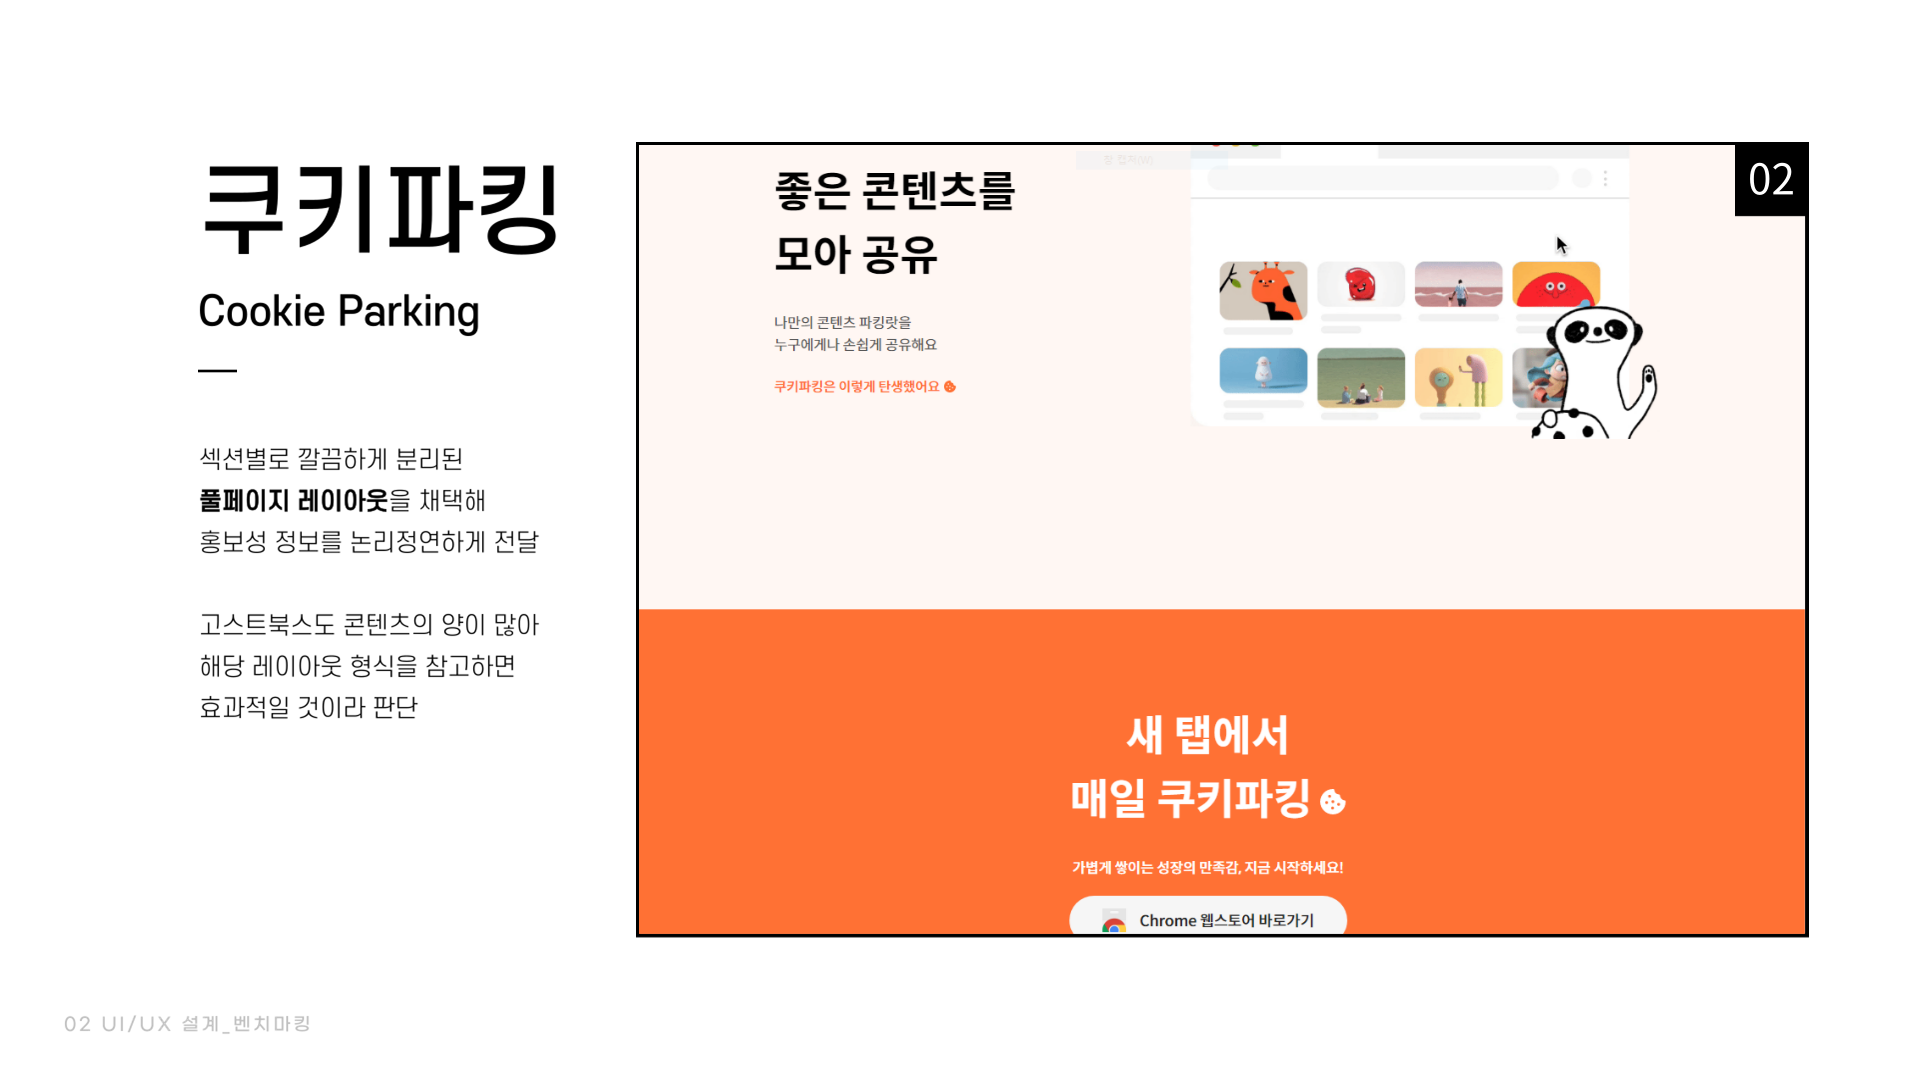 쿠키파킹
Cookie Parking
섹션별로 깔끔하게 분리된
풀페이지 레이아웃을 채택해
홍보성 정보를 논리정연하게 전달
고스트북스도 콘텐츠의 양이 많아
해당 레이아웃 형식을 참고하면
효과적일 것이라 판단
02
좋은 콘텐츠를
모아 공유
나만의 콘텐츠 파킹랏을
누구에게나 손쉽게 공유해요
쿠키파킹은 이렇게 탄생했어요
새 탭에서
매일 쿠키파킹
가볍게 쌓이는 성장의 만족감, 지금 시작하세요!
Chrome 웹스토어 바로가기
02 UI/UX 설계_벤치마킹